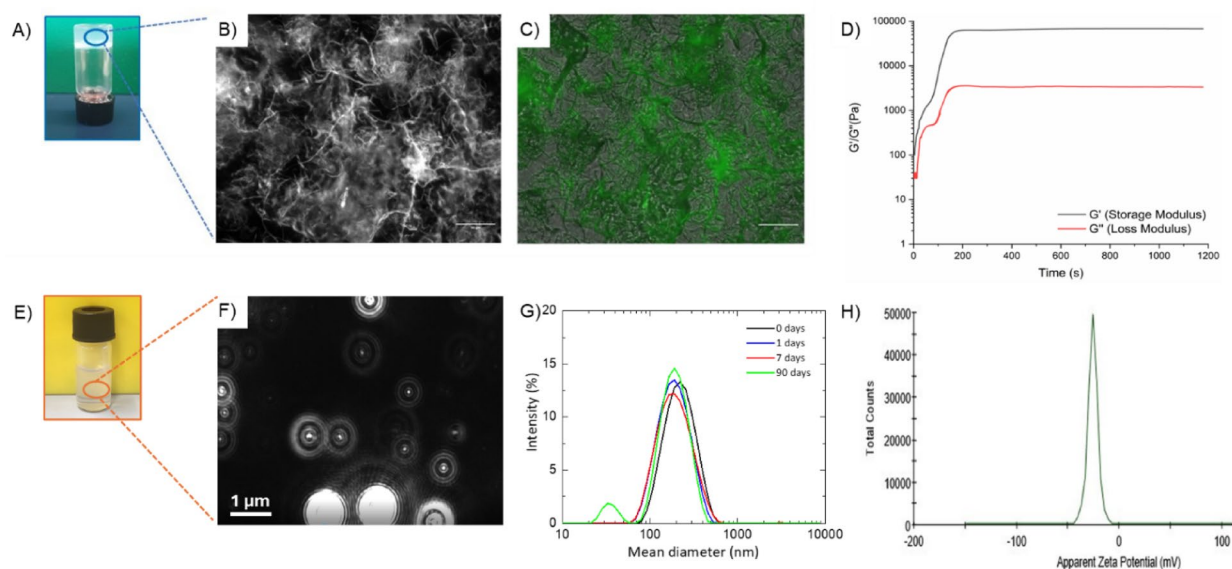 A)
B)
C)
D)
100000
10000
1000
100
10
1
G'/G"(Pa)
G' (Storage Modulus)
G" (Loss Modulus)
0 200 400 600 800 1000 1200
Time (s)
E)
F)
1 µm
G)
20
15
10
5
0
Intensity (%)
0 days
1 days
7 days
90 days
10 100 1000 10000
Mean diameter (nm)
H)
50000
40000
30000
20000
10000
0
Total Counts
-200 -100 0 100
Apparent Zeta Potential (mV)